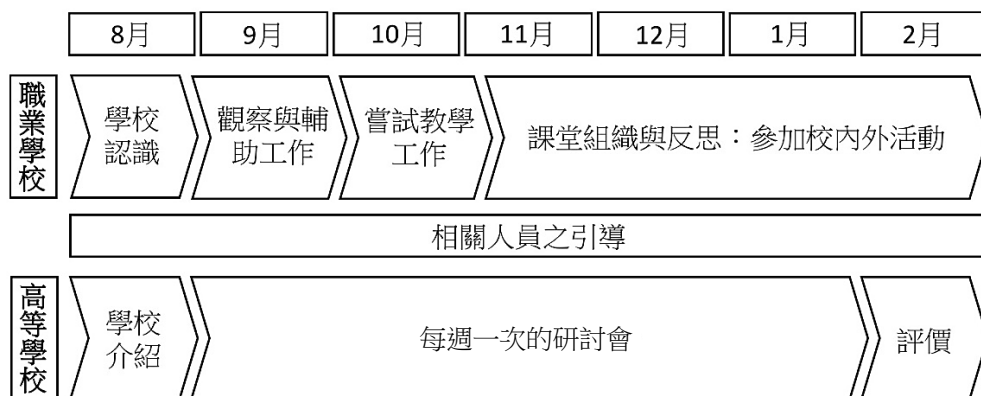 8月 9月 10月 11月 12月 1月 2月
職業學校
學校
認識
觀察與輔
助工作
嘗試教學
工作
課堂組織與反思：參加校內外活動
相關人員之引導
高等學校
學校
介紹
每週一次的研討會
評價